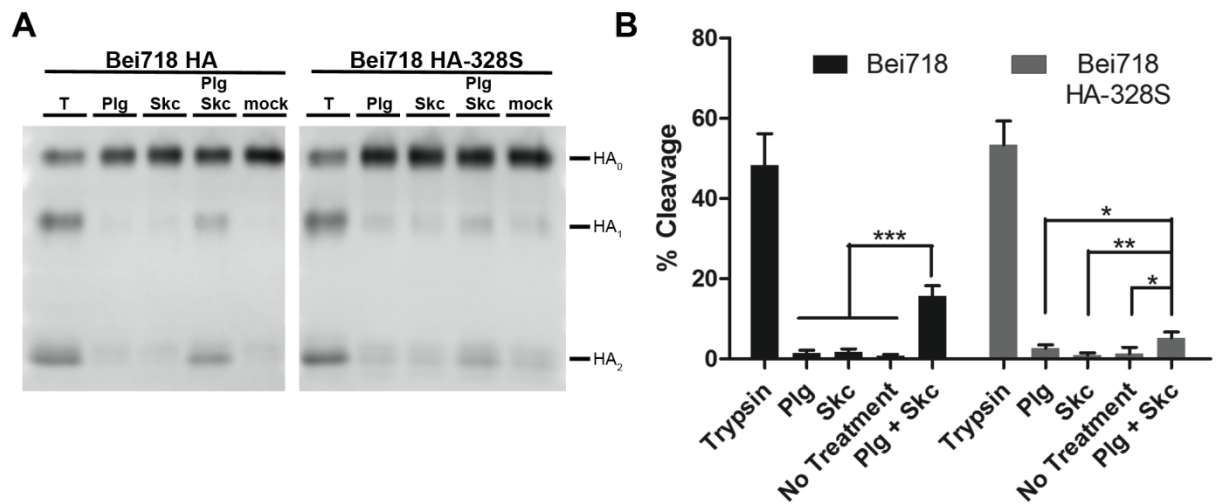 A
Bei718 HA
T Plg Skc Plg Skc mock
Bei718 HA-328S
T Plg Skc Plg Skc mock
HA₀
HA₁
HA₂
B
% Cleavage
80
60
40
20
0
Bei718
Bei718
HA-328S
***
*
**
*
Trypsin
Plg
Skc
No Treatment
Plg + Skc
Trypsin
Plg
Skc
No Treatment
Plg + Skc